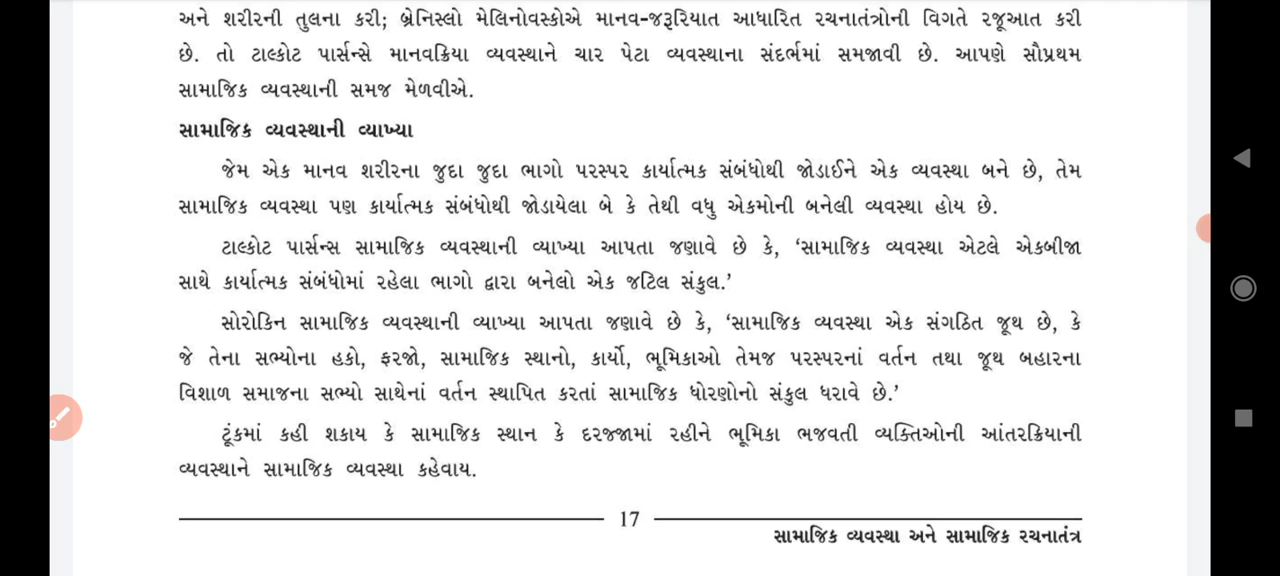 અને શરીરની તુલના કરી; બ્રેનિસ્લો મેલિનોવસ્કોએ માનવ-જરૂરિયાત આધારિત રચનાતંત્રોની વિગતે રજૂઆત કરી
છે. તો ટાલ્કોટ પાર્સન્સે માનવક્રિયા વ્યવસ્થાને ચાર પેટા વ્યવસ્થાના સંદર્ભમાં સમજાવી છે. આપણે સૌપ્રથમ
સામાજિક વ્યવસ્થાની સમજ મેળવીએ.
સામાજિક વ્યવસ્થાની વ્યાખ્યા
જેમ એક માનવ શરીરના જુદા જુદા ભાગો પરસ્પર કાર્યાત્મક સંબંધોથી જોડાઈને એક વ્યવસ્થા બને છે, તેમ
સામાજિક વ્યવસ્થા પણ કાર્યાત્મક સંબંધોથી જોડાયેલા બે કે તેથી વધુ એકમોની બનેલી વ્યવસ્થા હોય છે.
ટાલ્કોટ પાર્સન્સ સામાજિક વ્યવસ્થાની વ્યાખ્યા આપતા જણાવે છે કે, ‘સામાજિક વ્યવસ્થા એટલે એકબીજા
સાથે કાર્યાત્મક સંબંધોમાં રહેલા ભાગો દ્વારા બનેલો એક જટિલ સંકુલ.’
સોરોકિન સામાજિક વ્યવસ્થાની વ્યાખ્યા આપતા જણાવે છે કે, ‘સામાજિક વ્યવસ્થા એક સંગઠિત જૂથ છે, કે
જે તેના સભ્યોના હકો, ફરજો, સામાજિક સ્થાનો, કાર્યો, ભૂમિકાઓ તેમજ પરસ્પરનાં વર્તન તથા જૂથ બહારના
વિશાળ સમાજના સભ્યો સાથેનાં વર્તન સ્થાપિત કરતાં સામાજિક ધોરણોનો સંકુલ ધરાવે છે.’
ટૂંકમાં કહી શકાય કે સામાજિક સ્થાન કે દરજ્જામાં રહીને ભૂમિકા ભજવતી વ્યક્તિઓની આંતરક્રિયાની
વ્યવસ્થાને સામાજિક વ્યવસ્થા કહેવાય.
17
સામાજિક વ્યવસ્થા અને સામાજિક રચનાતંત્ર